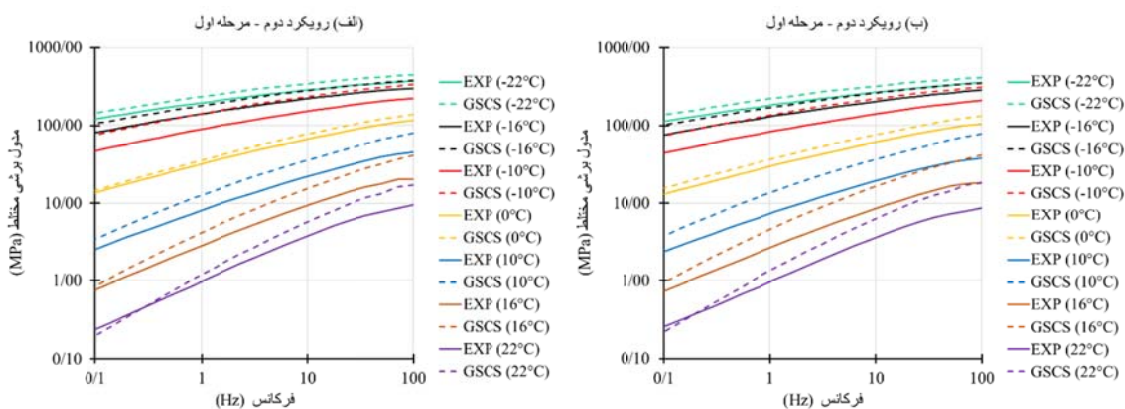 (الف) رویکرد دوم - مرحله اول
1000/00
100/00
10/00
1/00
0/10
مدول برشی مختلط (MPa)
0/1
1
10
100
فرکانس (Hz)
EXP (-22°C)
GSCS (-22°C)
EXP (-16°C)
GSCS (-16°C)
EXP (-10°C)
GSCS (-10°C)
EXP (0°C)
GSCS (0°C)
EXP (10°C)
GSCS (10°C)
EXP (16°C)
GSCS (16°C)
EXP (22°C)
GSCS (22°C)
(ب) رویکرد دوم - مرحله اول
1000/00
100/00
10/00
1/00
0/10
مدول برشی مختلط (MPa)
0/1
1
10
100
فرکانس (Hz)
EXP (-22°C)
GSCS (-22°C)
EXP (-16°C)
GSCS (-16°C)
EXP (-10°C)
GSCS (-10°C)
EXP (0°C)
GSCS (0°C)
EXP (10°C)
GSCS (10°C)
EXP (16°C)
GSCS (16°C)
EXP (22°C)
GSCS (22°C)